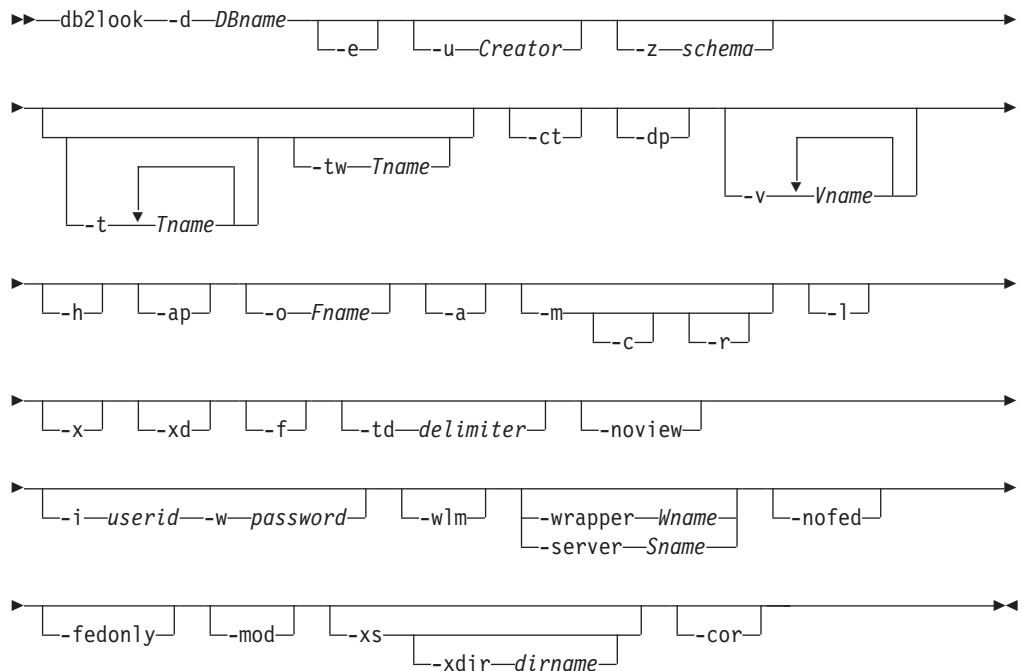 db2look -d DBname
-e -u Creator -z schema
-t Tname -tw Tname -ct -dp -v Vname
-h -ap -o Fname -a -m -c -r -l
-x -xd -f -td delimiter -noview
-i userid -w password -wlm -wrapper Wname -nofed
-server Sname
-fedonly -mod -xs -cor
-xdir dirname